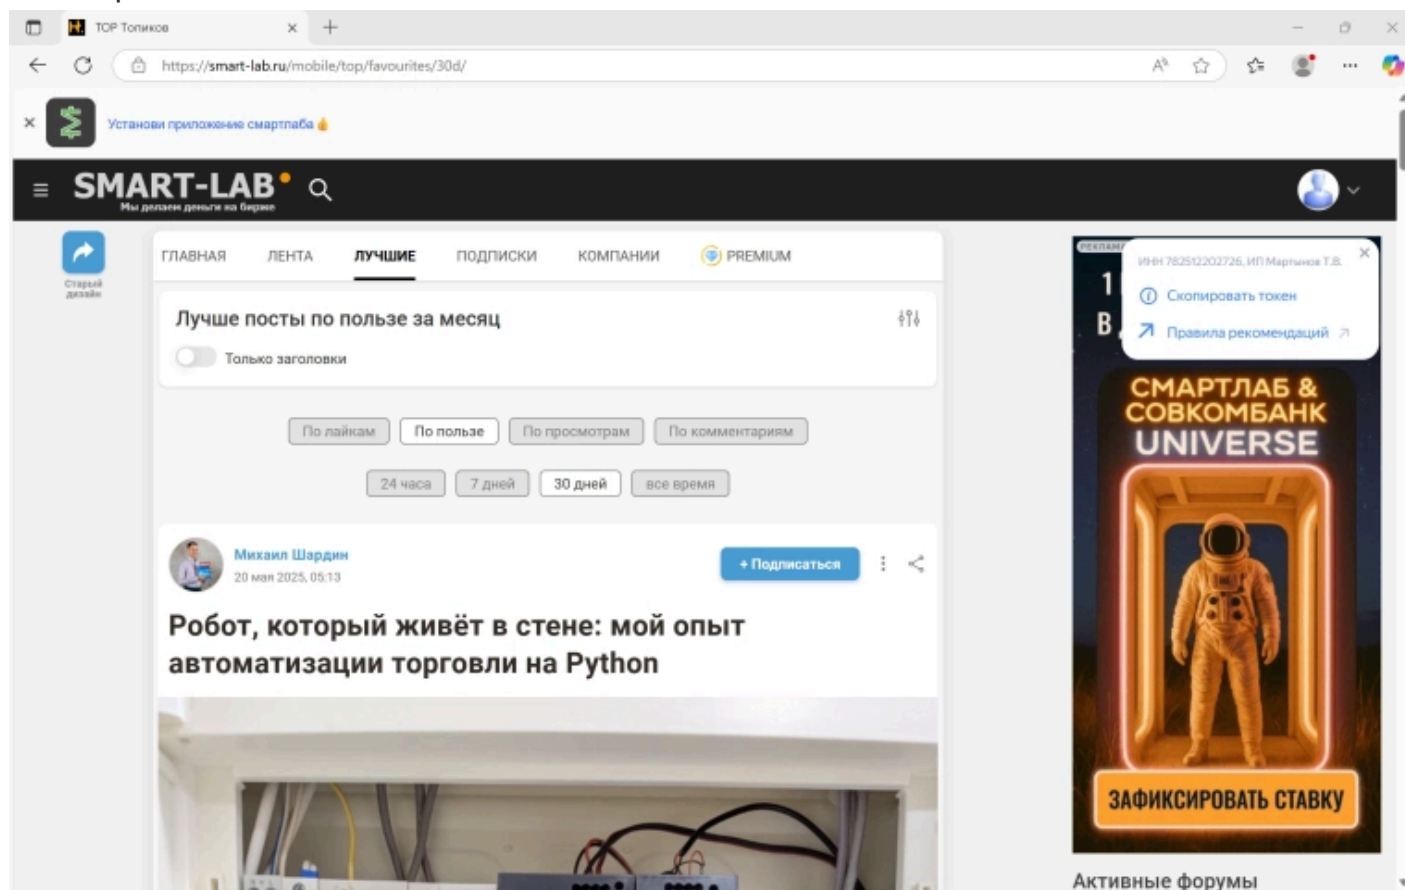 ТОР Топиков
https://smart-lab.ru/mobile/top/favourites/30d/
Установи приложение смартлаба
SMART-LAB
Мы делаем деньги на бирже
Старый
дизайн
ГЛАВНАЯ ЛЕНТА ЛУЧШИЕ ПОДПИСКИ КОМПАНИИ PREMIUM
Лучше посты по пользе за месяц
Только заголовки
По лайкам По пользе По просмотрам По комментариям
24 часа 7 дней 30 дней все время
Михаил Шардин
20 мая 2025, 05:13
+ Подписаться
Робот, который живёт в стене: мой опыт
автоматизации торговли на Python
РЕКЛАМА
ИНН 782512202726, ИП Мартынов Т.В.
Скопировать токен
Правила рекомендаций
1
В
СМАРТЛАБ &
СОВКОМБАНК
UNIVERSE
ЗАФИКСИРОВАТЬ СТАВКУ
Активные форумы